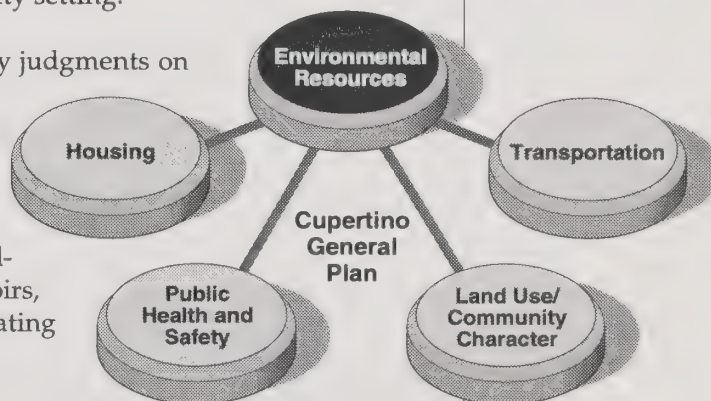 ty setting.
y judgments on
Environmental
Resources
Housing
Transportation
Cupertino
General
Plan
l-
oirs,
ating
Public
Health and
Safety
Land Use/
Community
Character